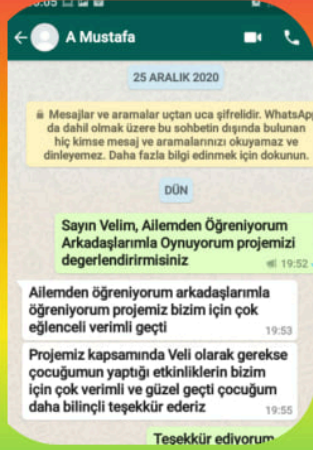 A Mustafa
25 ARALIK 2020
Mesajlar ve aramalar uçtan uca şifrelidir. WhatsApp
da dahil olmak üzere bu sohbetin dışında bulunan
hiç kimse mesaj ve aramalarınızı okuyamaz ve
dinleyemez. Daha fazla bilgi edinmek için dokunun.
DÜN
Sayın Velim, Ailemden Öğreniyorum
Arkadaşlarımla Oynuyorum projemizi
degerlendirirmisiniz
19:52
Ailemden öğreniyorum arkadaşlarımla
öğreniyorum projemiz bizim için çok
eğlenceli verimli geçti
19:53
Projemiz kapsamında Veli olarak gerekse
çocuğumun yaptığı etkinliklerin bizim
için çok verimli ve güzel geçti çocuğum
daha bilinçli teşekkür ederiz
19:55
Teşekkür ediyorum